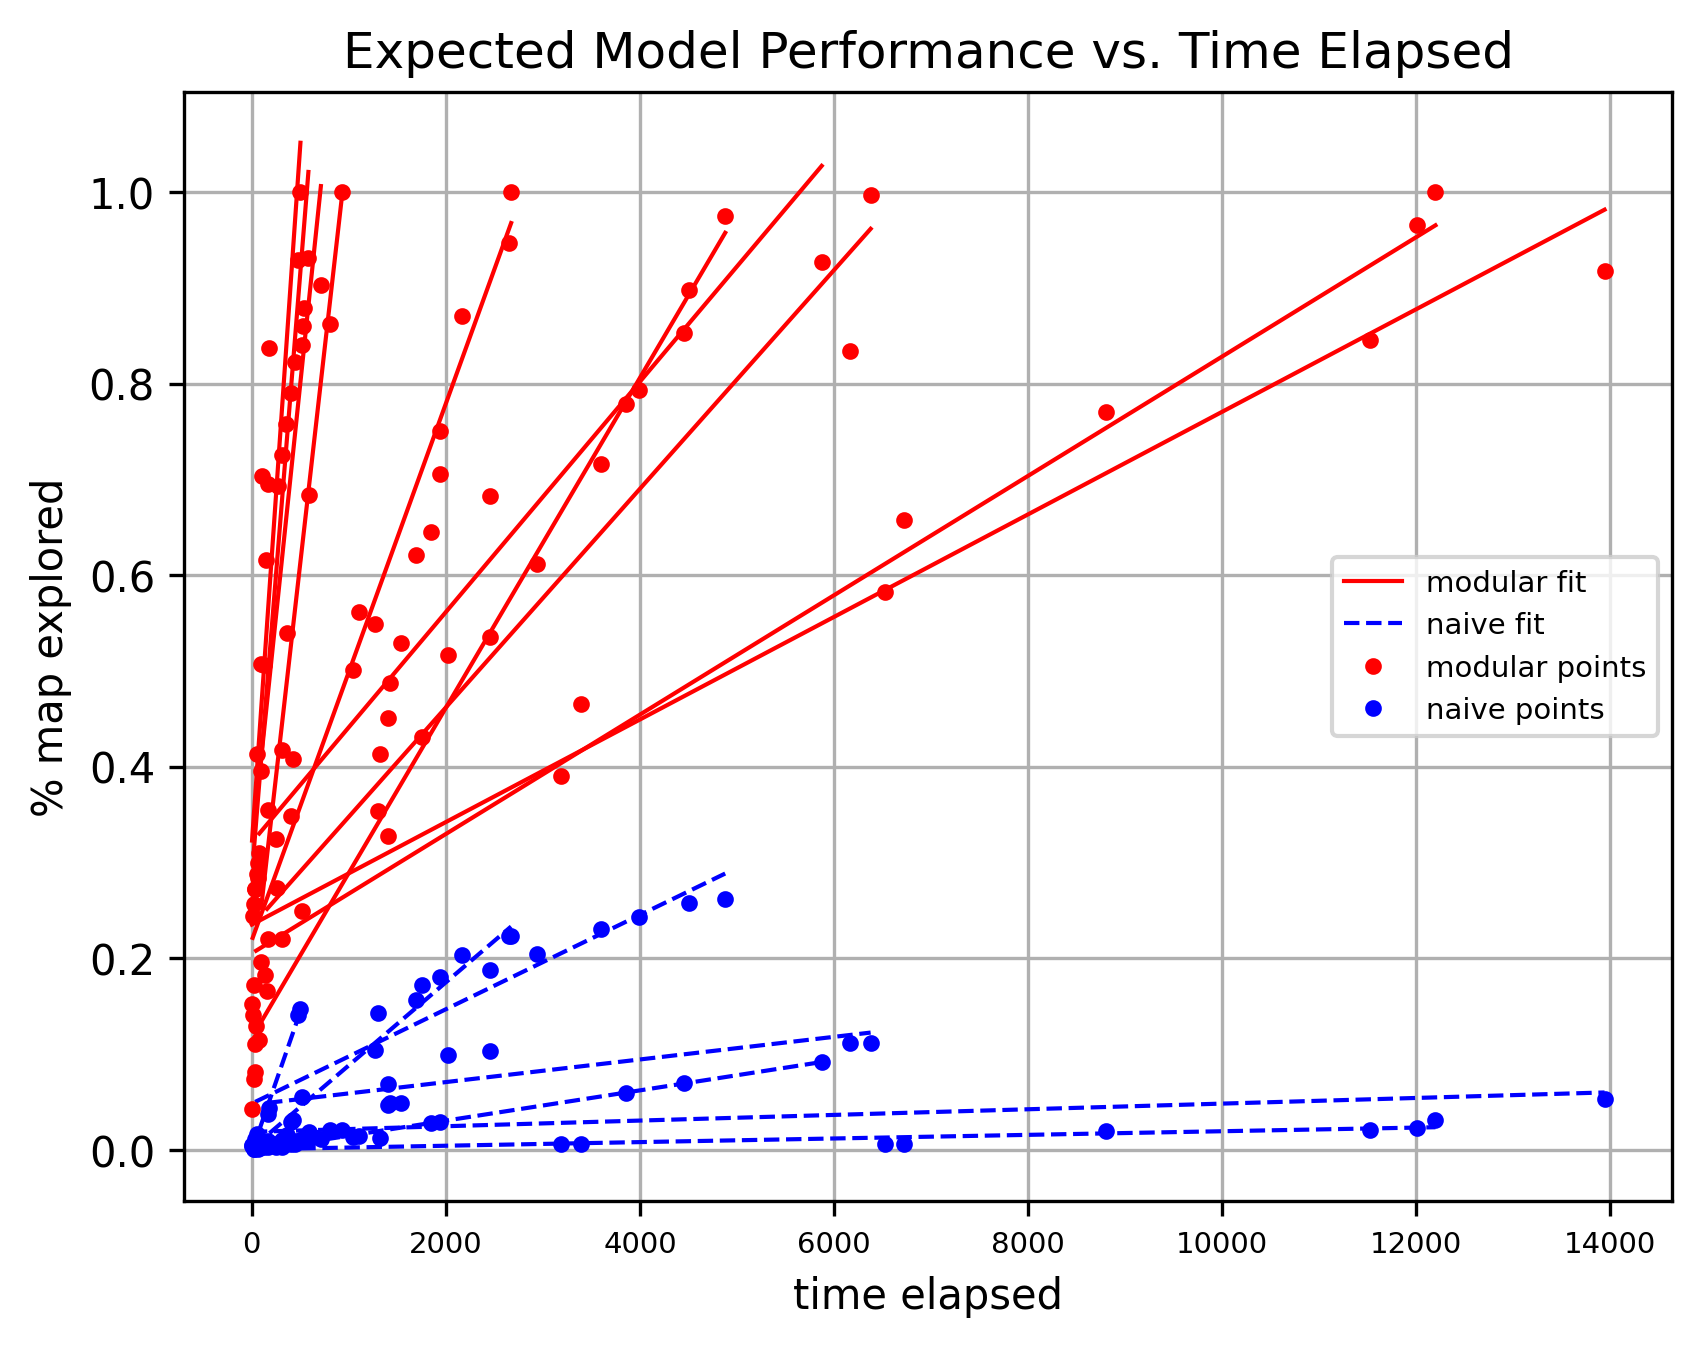 Expected Model Performance vs. Time Elapsed
% map explored
1.0
0.8
0.6
0.4
0.2
0.0
modular fit
naive fit
modular points
naive points
0 2000 4000 6000 8000 10000 12000 14000
time elapsed